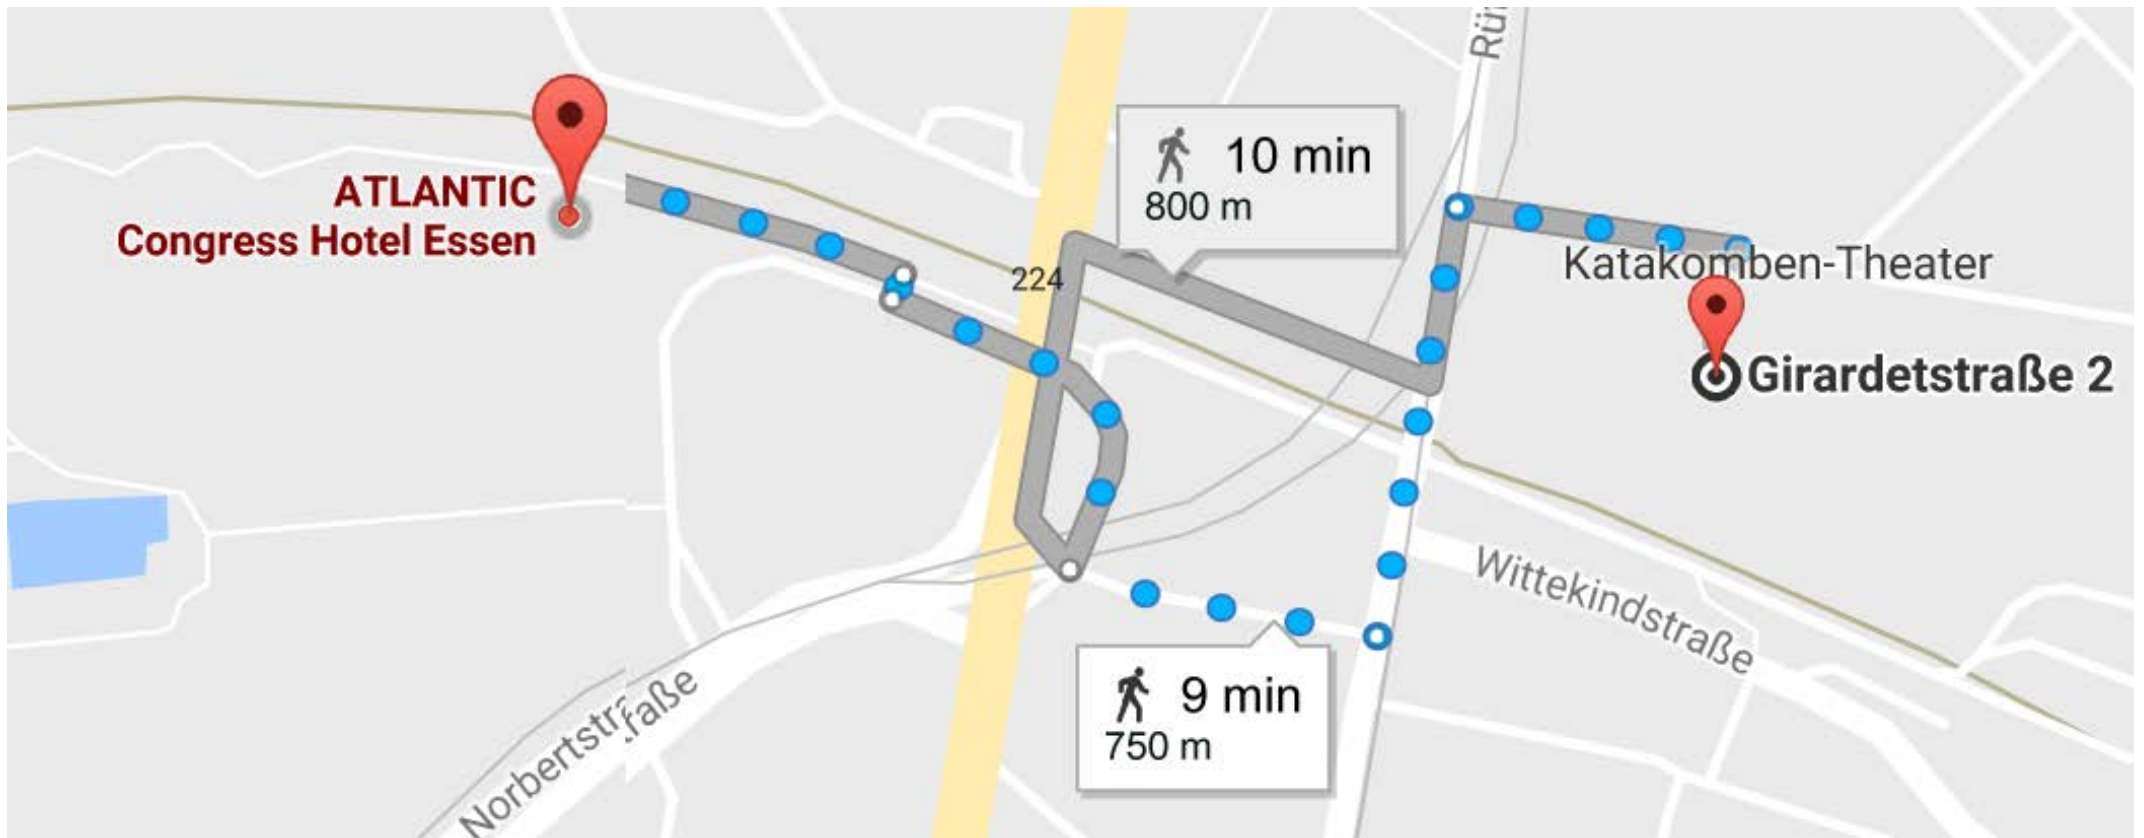 ATLANTIC
Congress Hotel Essen
10 min
800 m
224
Katakomben-Theater
Girardetstraße 2
Wittekindstraße
9 min
750 m
Norbertstraße